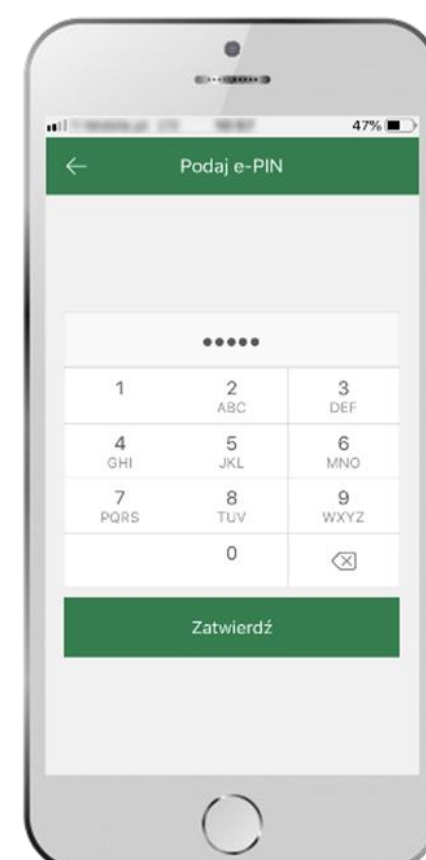 47%
Podaj e-PIN
•••••
1 2 3
ABC DEF
4 5 6
GHI JKL MNO
7 8 9
PQRS TUV WXYZ
0
Zatwierdź